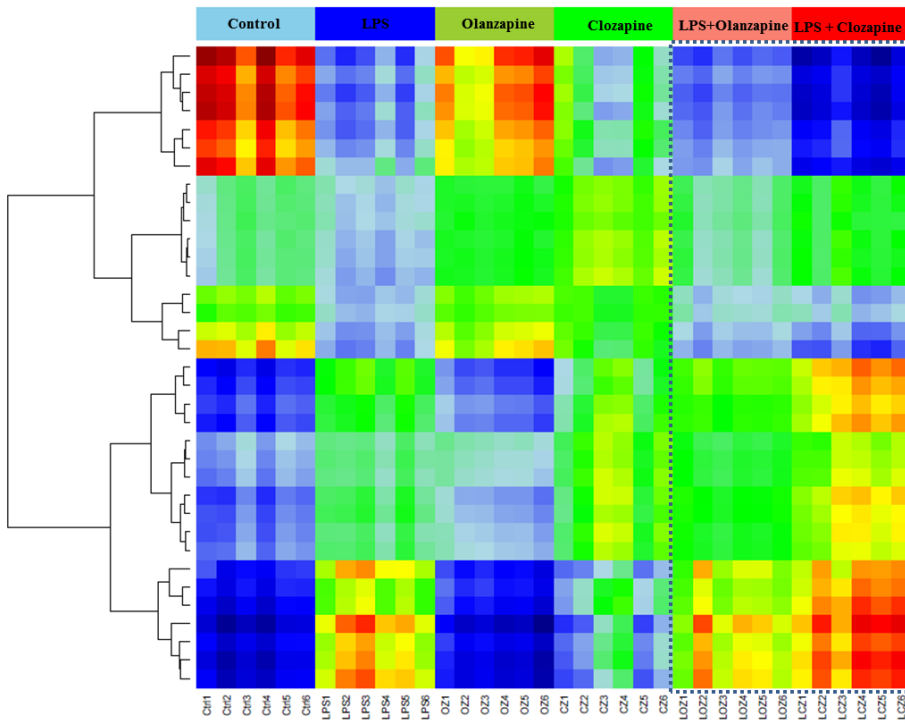 Control LPS Olanzapine Clozapine LPS+Olanzapine LPS + Clozapine
Ctrl1 Ctrl2 Ctrl3 Ctrl4 Ctrl5 Ctrl6 LPS1 LPS2 LPS3 LPS4 LPS5 LPS6 OZ1 OZ2 OZ3 OZ4 OZ5 OZ6 CZ1 CZ2 CZ3 CZ4 CZ5 CZ6 LOZ1 LOZ2 LOZ3 LOZ4 LOZ5 LOZ6 LCZ1 LCZ2 LCZ3 LCZ4 LCZ5 LCZ6